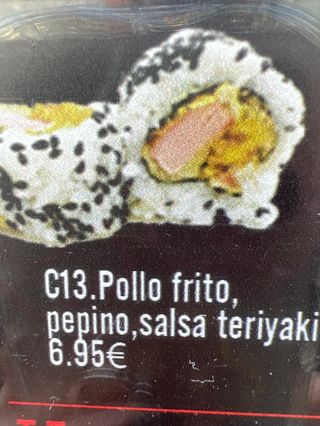 C13.Pollo frito,
pepino,salsa teriyaki
6.95€